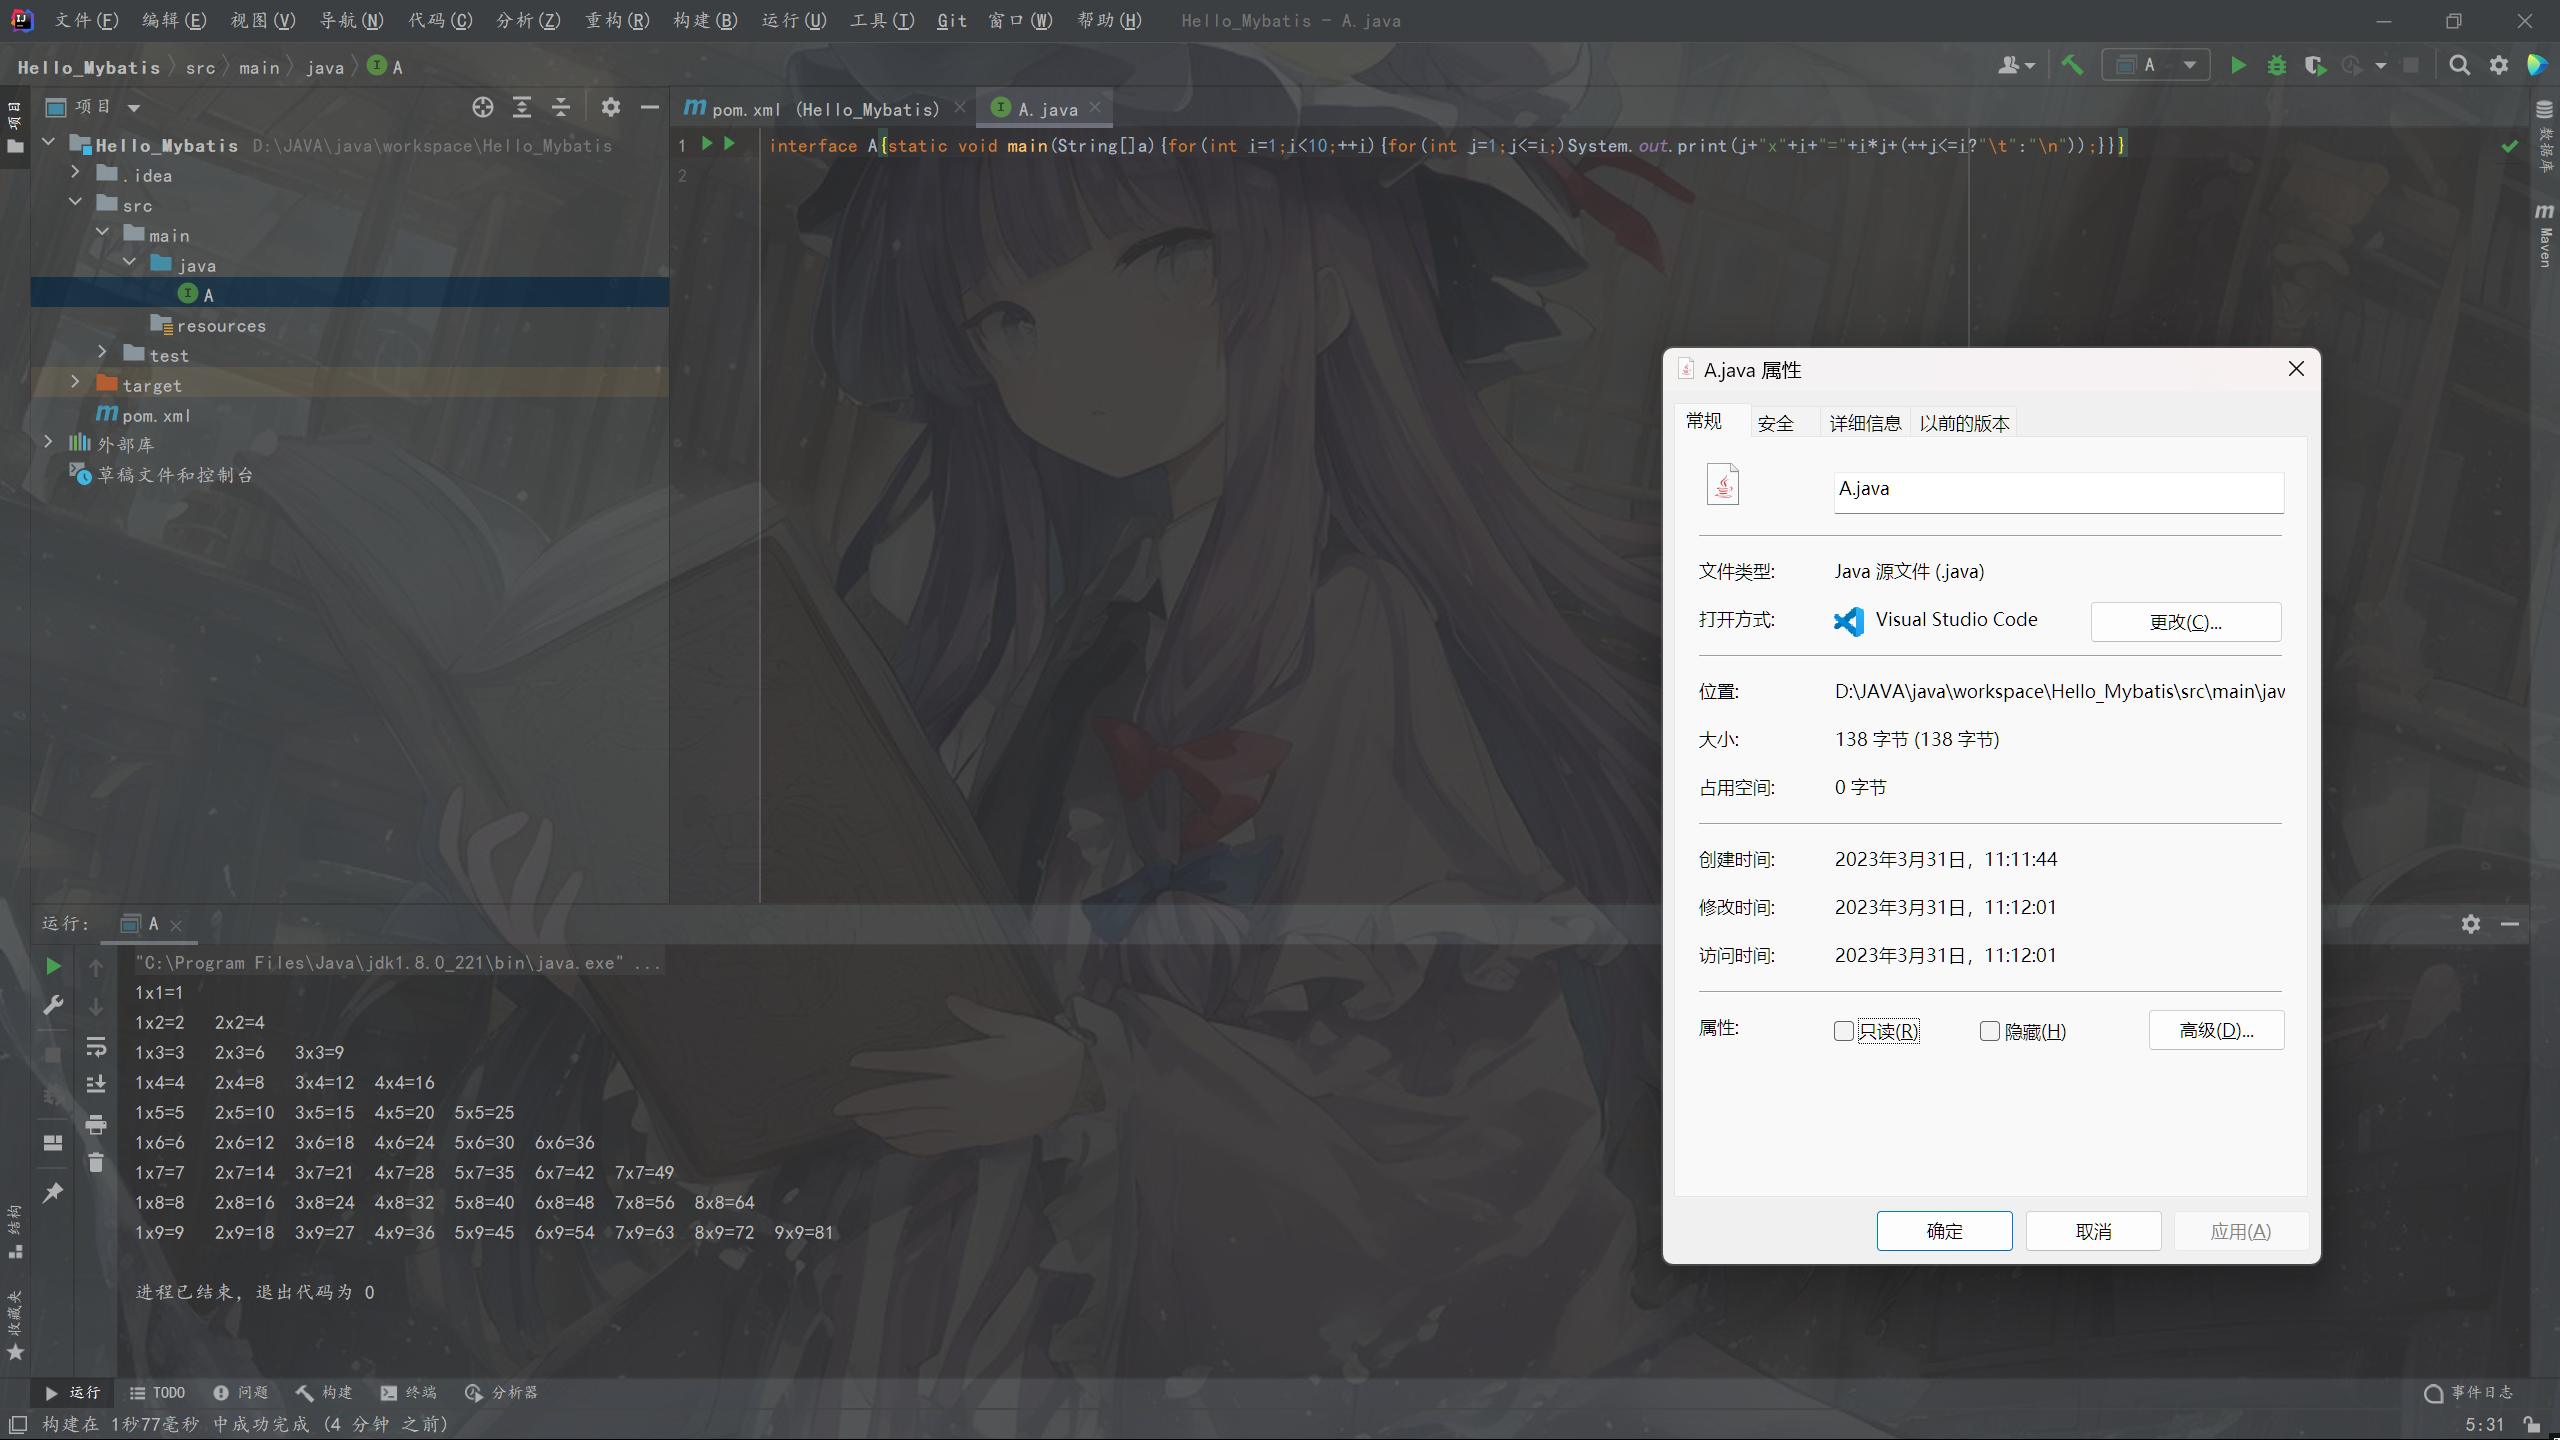 文件(F) 编辑(E) 视图(V) 导航(N) 代码(C) 分析(Z) 重构(R) 构建(B) 运行(U) 工具(T) Git 窗口(W) 帮助(H) Hello_Mybatis - A.java
Hello_Mybatis src main java A
A
项目
项目
Hello_Mybatis D:\JAVA\java\workspace\Hello_Mybatis
.idea
src
main
java
A
resources
test
target
pom.xml
外部库
草稿文件和控制台
pom.xml (Hello_Mybatis) A.java
1 interface A{static void main(String[]a){for(int i=1;i<10;++i){for(int j=1;j<=i;)System.out.print(j+"x"+i+"="+i*j+(++j<=i?"\t":"\n"));}}}
2
数据库
Maven
A.java 属性
常规 安全 详细信息 以前的版本
A.java
文件类型: Java 源文件 (.java)
打开方式: Visual Studio Code 更改(C)...
位置: D:\JAVA\java\workspace\Hello_Mybatis\src\main\jav
大小: 138 字节 (138 字节)
占用空间: 0 字节
创建时间: 2023年3月31日，11:11:44
修改时间: 2023年3月31日，11:12:01
访问时间: 2023年3月31日，11:12:01
属性: 只读(R) 隐藏(H) 高级(D)...
确定 取消 应用(A)
运行: A
"C:\Program Files\Java\jdk1.8.0_221\bin\java.exe" ...
1x1=1
1x2=2 2x2=4
1x3=3 2x3=6 3x3=9
1x4=4 2x4=8 3x4=12 4x4=16
1x5=5 2x5=10 3x5=15 4x5=20 5x5=25
1x6=6 2x6=12 3x6=18 4x6=24 5x6=30 6x6=36
1x7=7 2x7=14 3x7=21 4x7=28 5x7=35 6x7=42 7x7=49
1x8=8 2x8=16 3x8=24 4x8=32 5x8=40 6x8=48 7x8=56 8x8=64
1x9=9 2x9=18 3x9=27 4x9=36 5x9=45 6x9=54 7x9=63 8x9=72 9x9=81
进程已结束，退出代码为 0
结构
收藏夹
运行 TODO 问题 构建 终端 分析器 事件日志
构建在 1秒77毫秒 中成功完成 (4 分钟 之前) 5:31